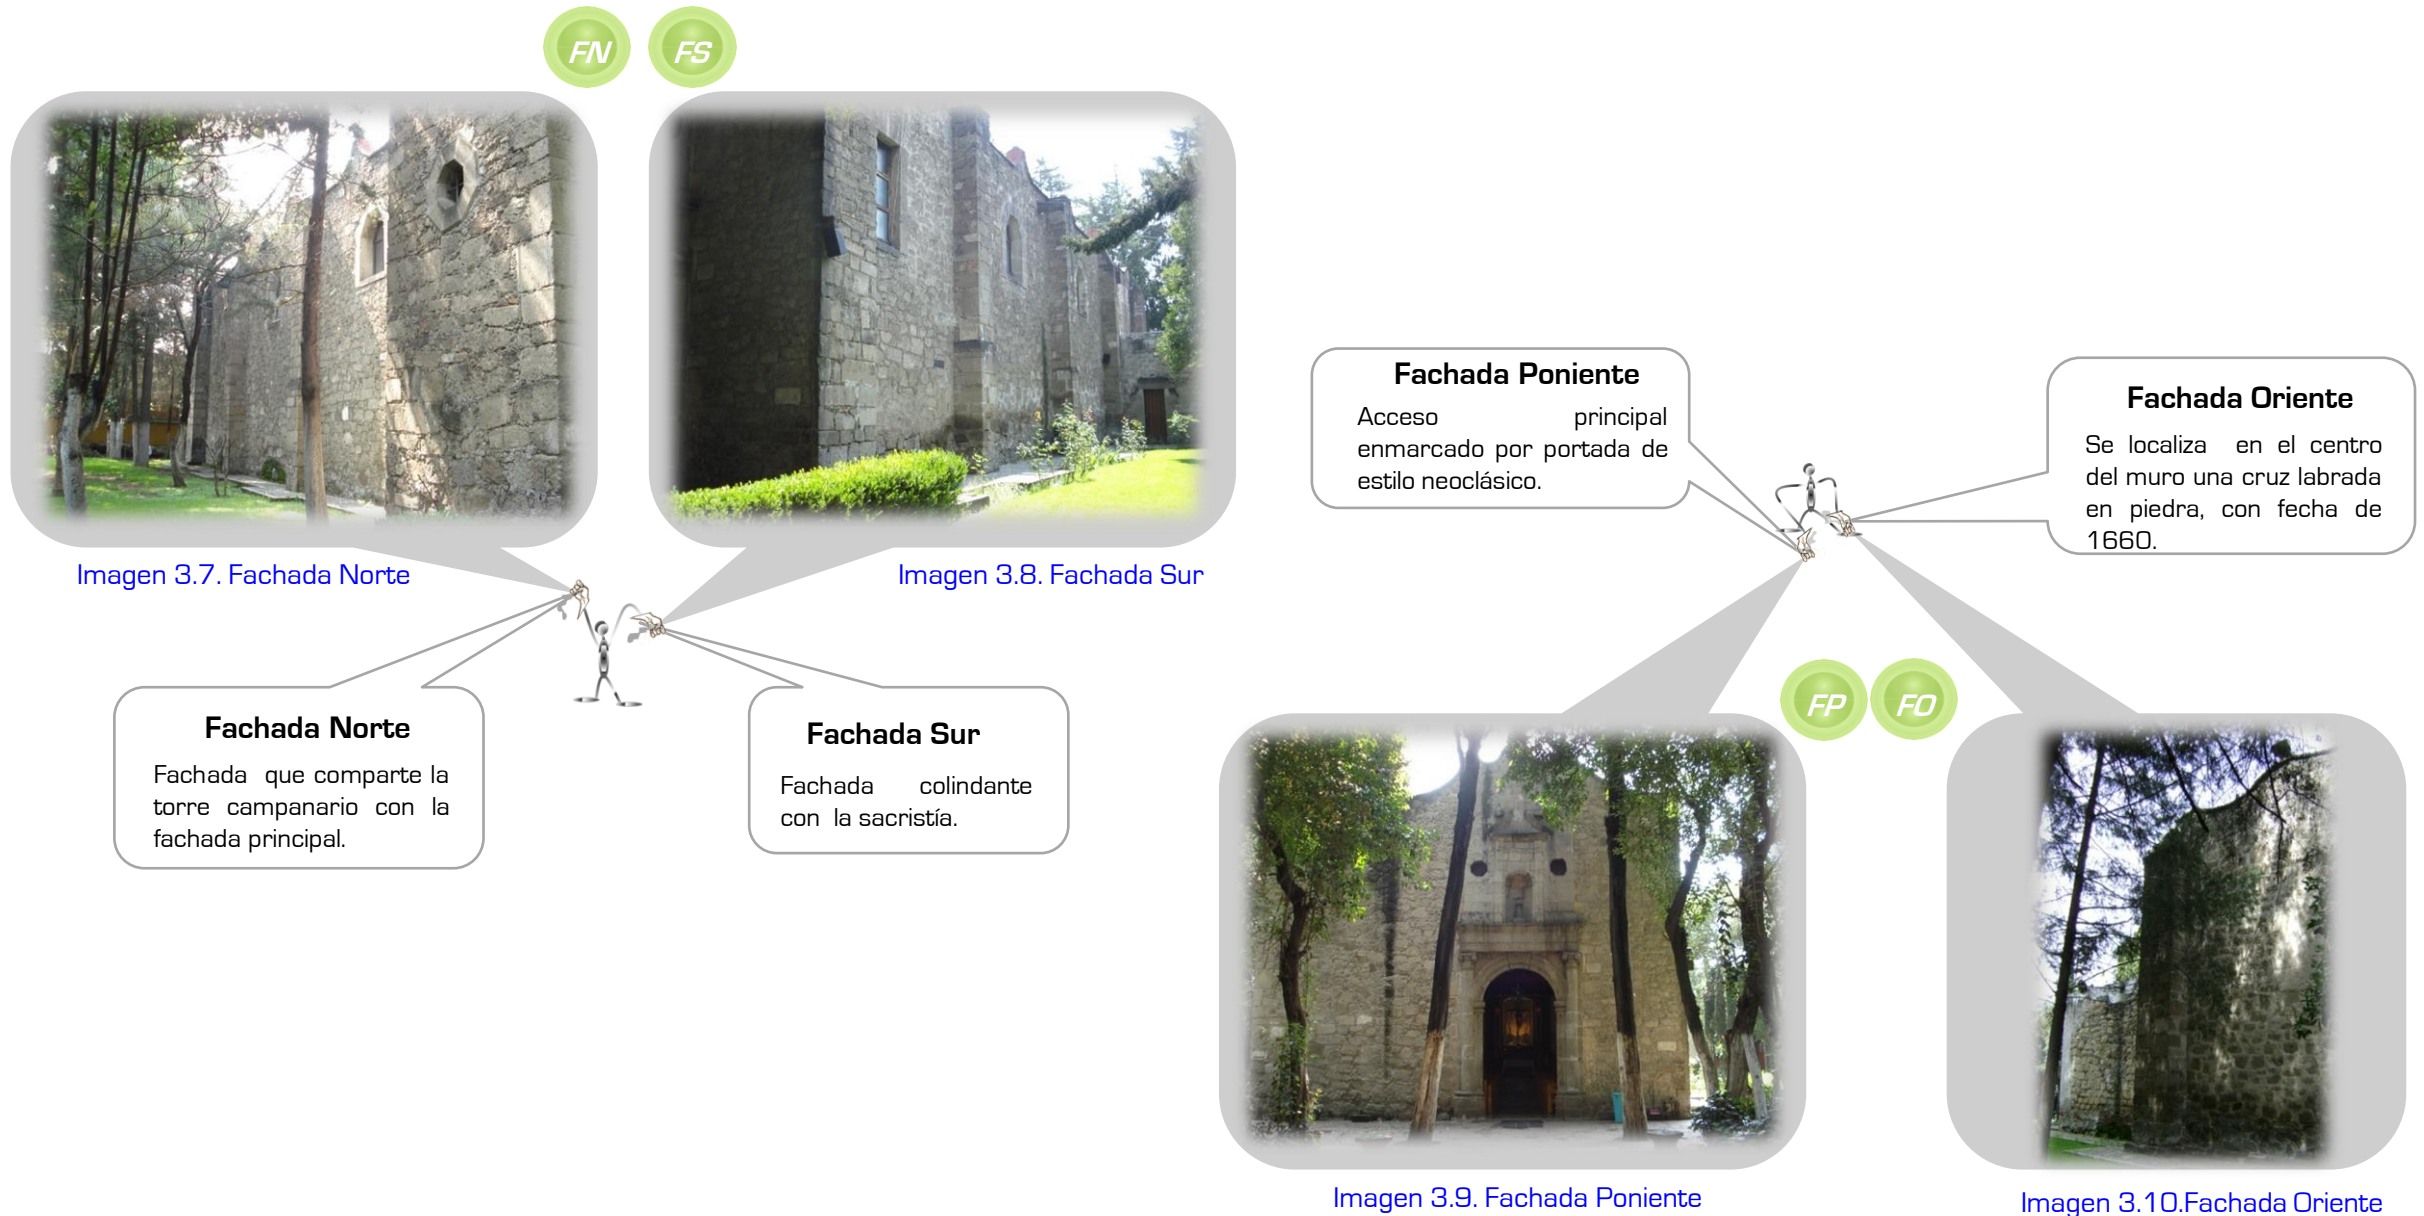 FN FS
Imagen 3.7. Fachada Norte
Imagen 3.8. Fachada Sur
Fachada Norte
Fachada que comparte la
torre campanario con la
fachada principal.
Fachada Sur
Fachada colindante
con la sacristía.
Fachada Poniente
Acceso principal
enmarcado por portada de
estilo neoclásico.
Fachada Oriente
Se localiza en el centro
del muro una cruz labrada
en piedra, con fecha de
1660.
FP FO
Imagen 3.9. Fachada Poniente
Imagen 3.10.Fachada Oriente